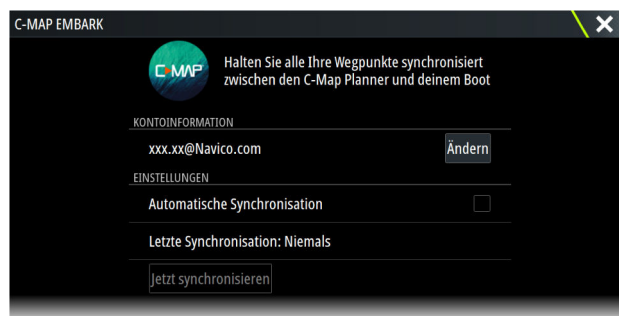 C-MAP EMBARK
C-MAP
Halten Sie alle Ihre Wegpunkte synchronisiert
zwischen den C-Map Planner und deinem Boot
KONTOINFORMATION
xxx.xx@Navico.com
Ändern
EINSTELLUNGEN
Automatische Synchronisation
Letzte Synchronisation: Niemals
Jetzt synchronisieren